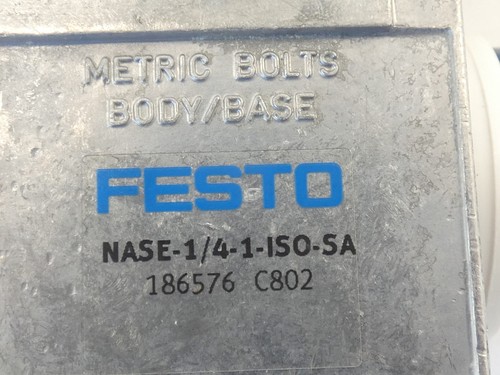 METRIC BOLTS
BODY/BASE
FESTO
NASE-1/4-1-ISO-SA
186576 C802